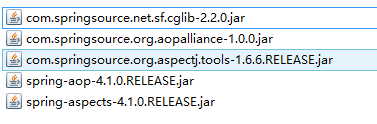 com.springsource.net.sf.cglib-2.2.0.jar
com.springsource.org.aopalliance-1.0.0.jar
com.springsource.org.aspectj.tools-1.6.6.RELEASE.jar
spring-aop-4.1.0.RELEASE.jar
spring-aspects-4.1.0.RELEASE.jar